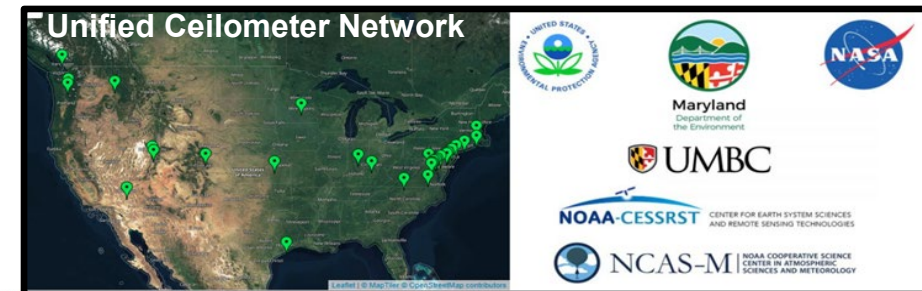 Unified Ceilometer Network
Leaflet | © MapTiler © OpenStreetMap contributors
UNITED STATES
ENVIRONMENTAL PROTECTION AGENCY
Maryland
Department of
the Environment
NASA
UMBC
NOAA-CESSRST
CENTER FOR EARTH SYSTEM SCIENCES
AND REMOTE SENSING TECHNOLOGIES
NCAS-M
NOAA COOPERATIVE SCIENCE
CENTER IN ATMOSPHERIC
SCIENCES AND METEOROLOGY